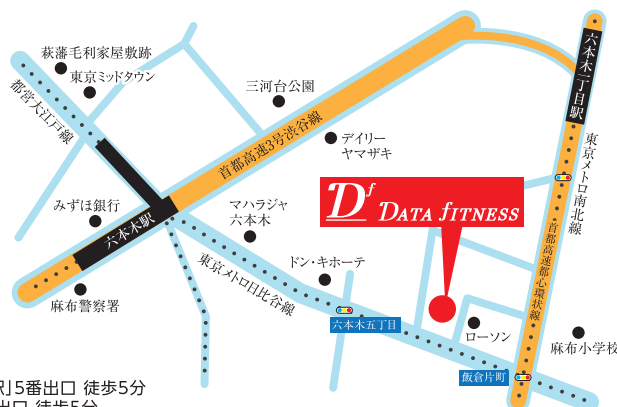 萩藩毛利家屋敷跡
東京ミッドタウン
都営大江戸線
三河台公園
首都高速3号渋谷線
デイリー
ヤマザキ
六本木一丁目駅
東京メトロ南北線
首都高速都心環状線
みずほ銀行
六本木駅
マハラジャ
六本木
Df DATA FITNESS
麻布警察署
東京メトロ日比谷線
ドン・キホーテ
六本木五丁目
ローソン
麻布小学校
飯倉片町
駅」5番出口 徒歩5分
出口 徒歩5分